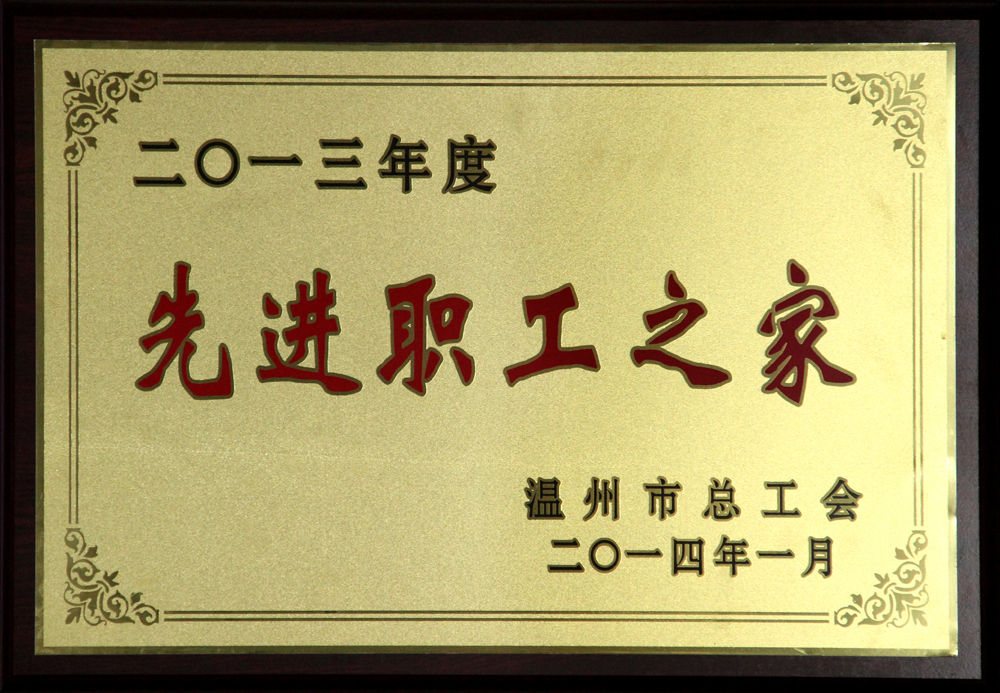 二〇一三年度
先进职工之家
温州市总工会
二〇一四年一月